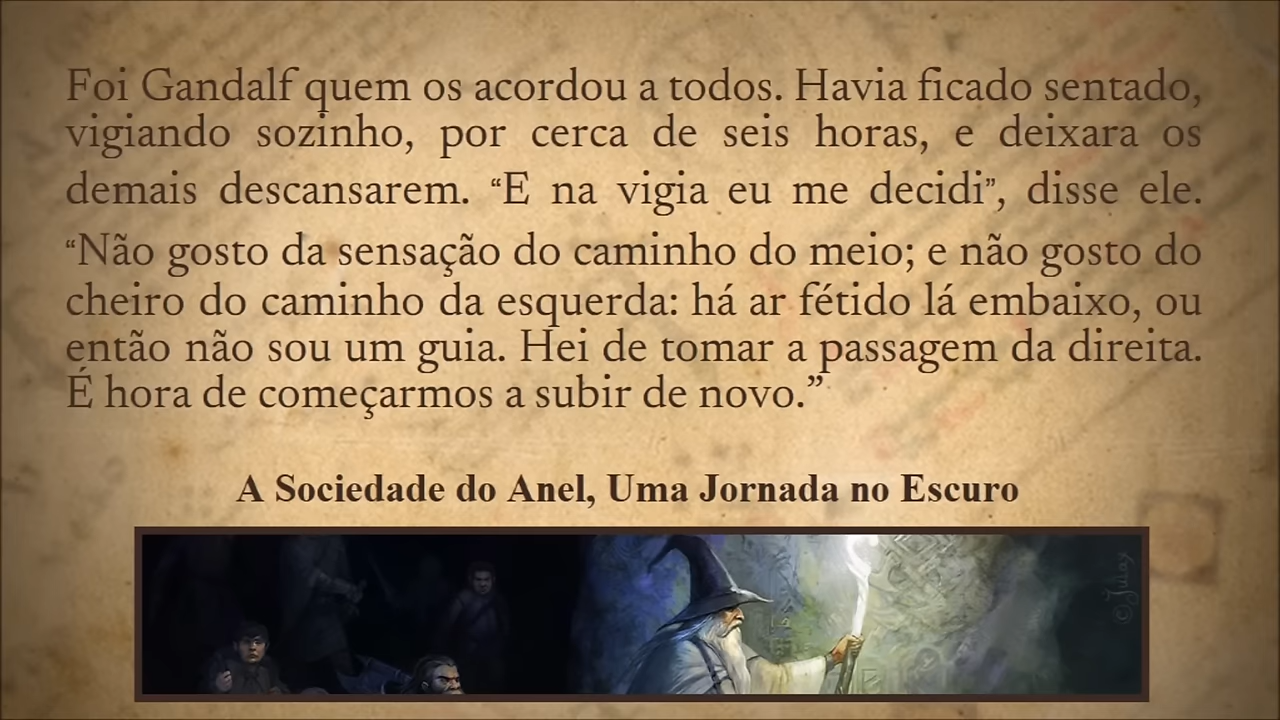 Foi Gandalf quem os acordou a todos. Havia ficado sentado,
vigiando sozinho, por cerca de seis horas, e deixara os
demais descansarem. “E na vigia eu me decidi”, disse ele.
“Não gosto da sensação do caminho do meio; e não gosto do
cheiro do caminho da esquerda: há ar fétido lá embaixo, ou
então não sou um guia. Hei de tomar a passagem da direita.
É hora de começarmos a subir de novo.”
A Sociedade do Anel, Uma Jornada no Escuro